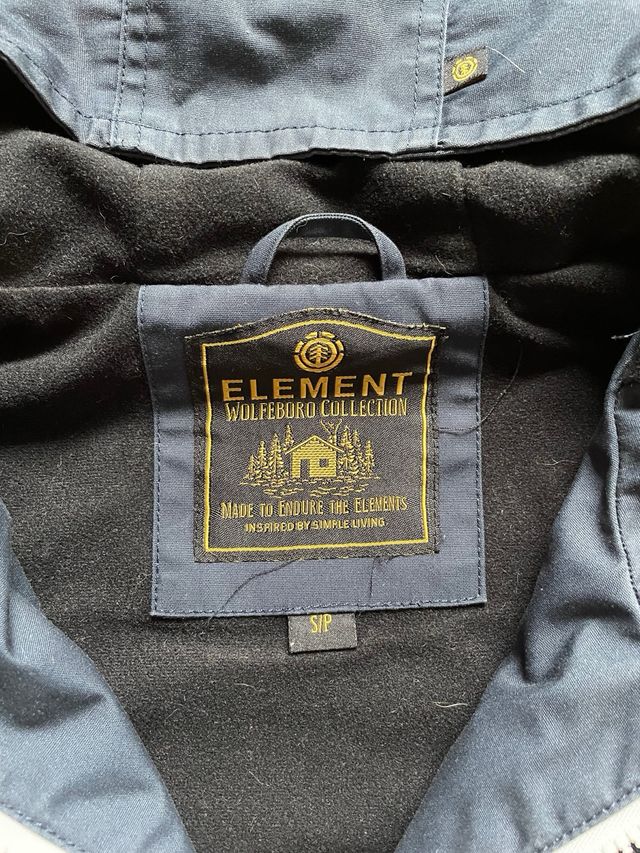 ELEMENT
WOLFEBORO COLLECTION
MADE TO ENDURE THE ELEMENTS
INSPIRED BY SIMPLE LIVING
S/P